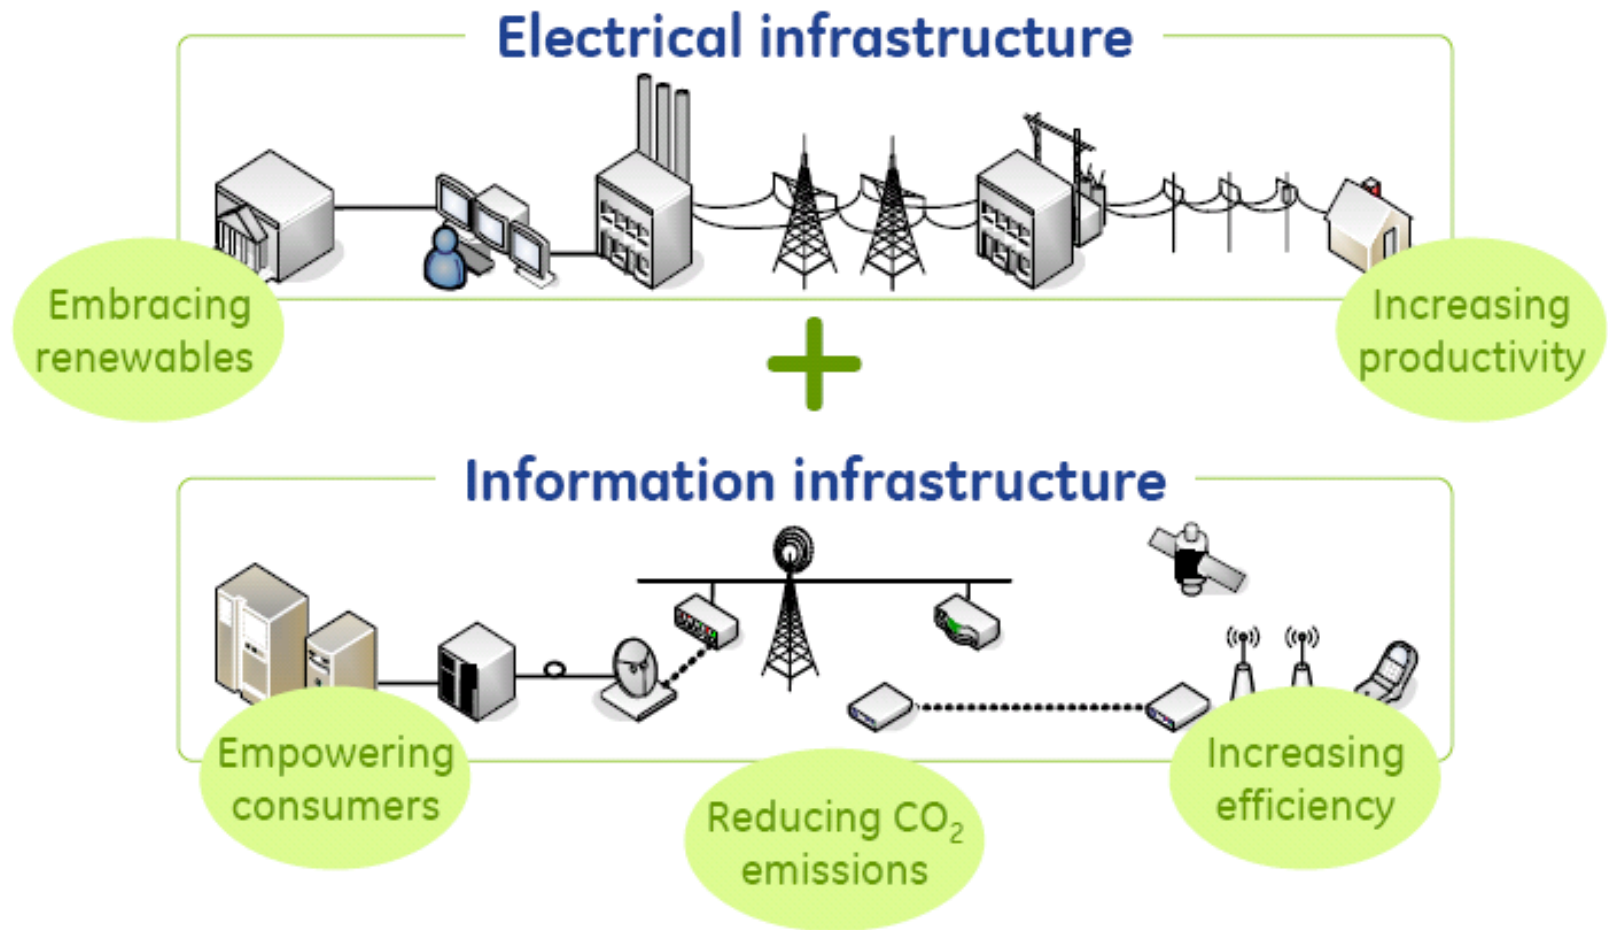 Electrical infrastructure
Embracing
renewables
Increasing
productivity
+
Information infrastructure
Empowering
consumers
Reducing CO₂
emissions
Increasing
efficiency